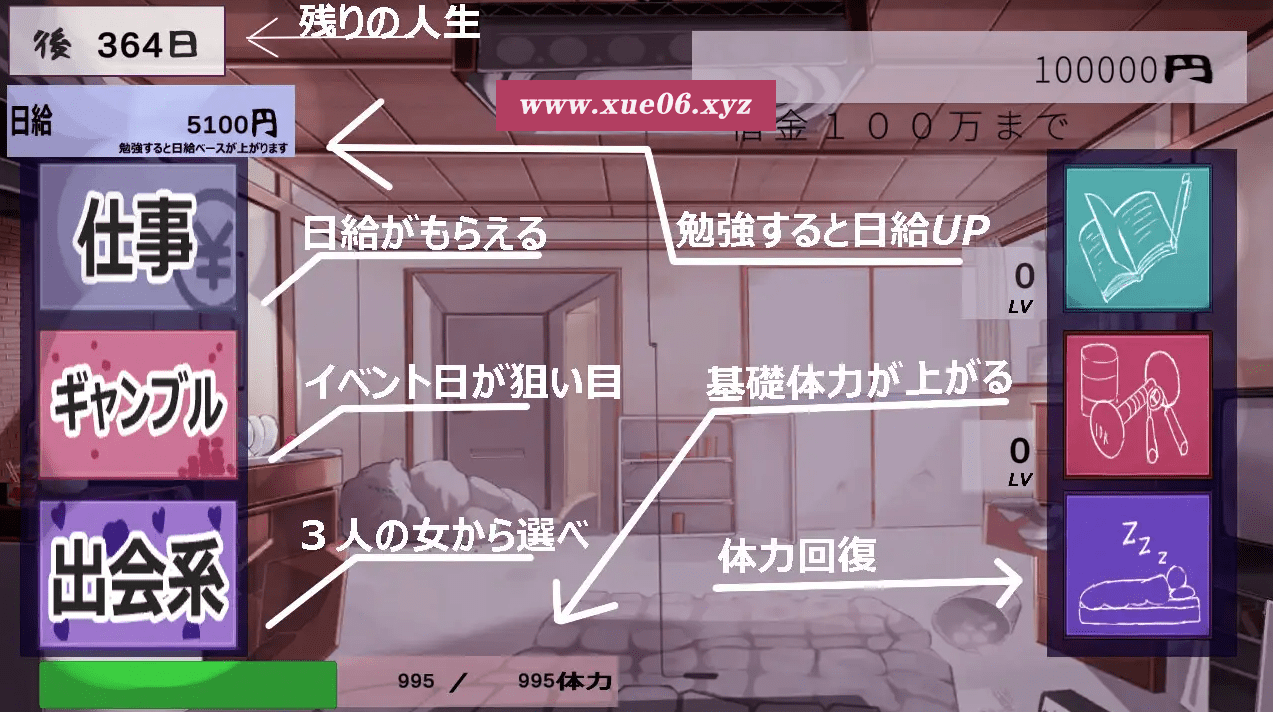 後 364日
残りの人生
100000円
www.xue06.xyz
借金１００万まで
日給
5100円
勉強すると日給ベースが上がります
仕事
日給がもらえる
勉強すると日給UP
0
LV
ギャンブル
イベント日が狙い目
基礎体力が上がる
0
LV
出会系
３人の女から選べ
体力回復
Z
Z
Z
995 / 995体力